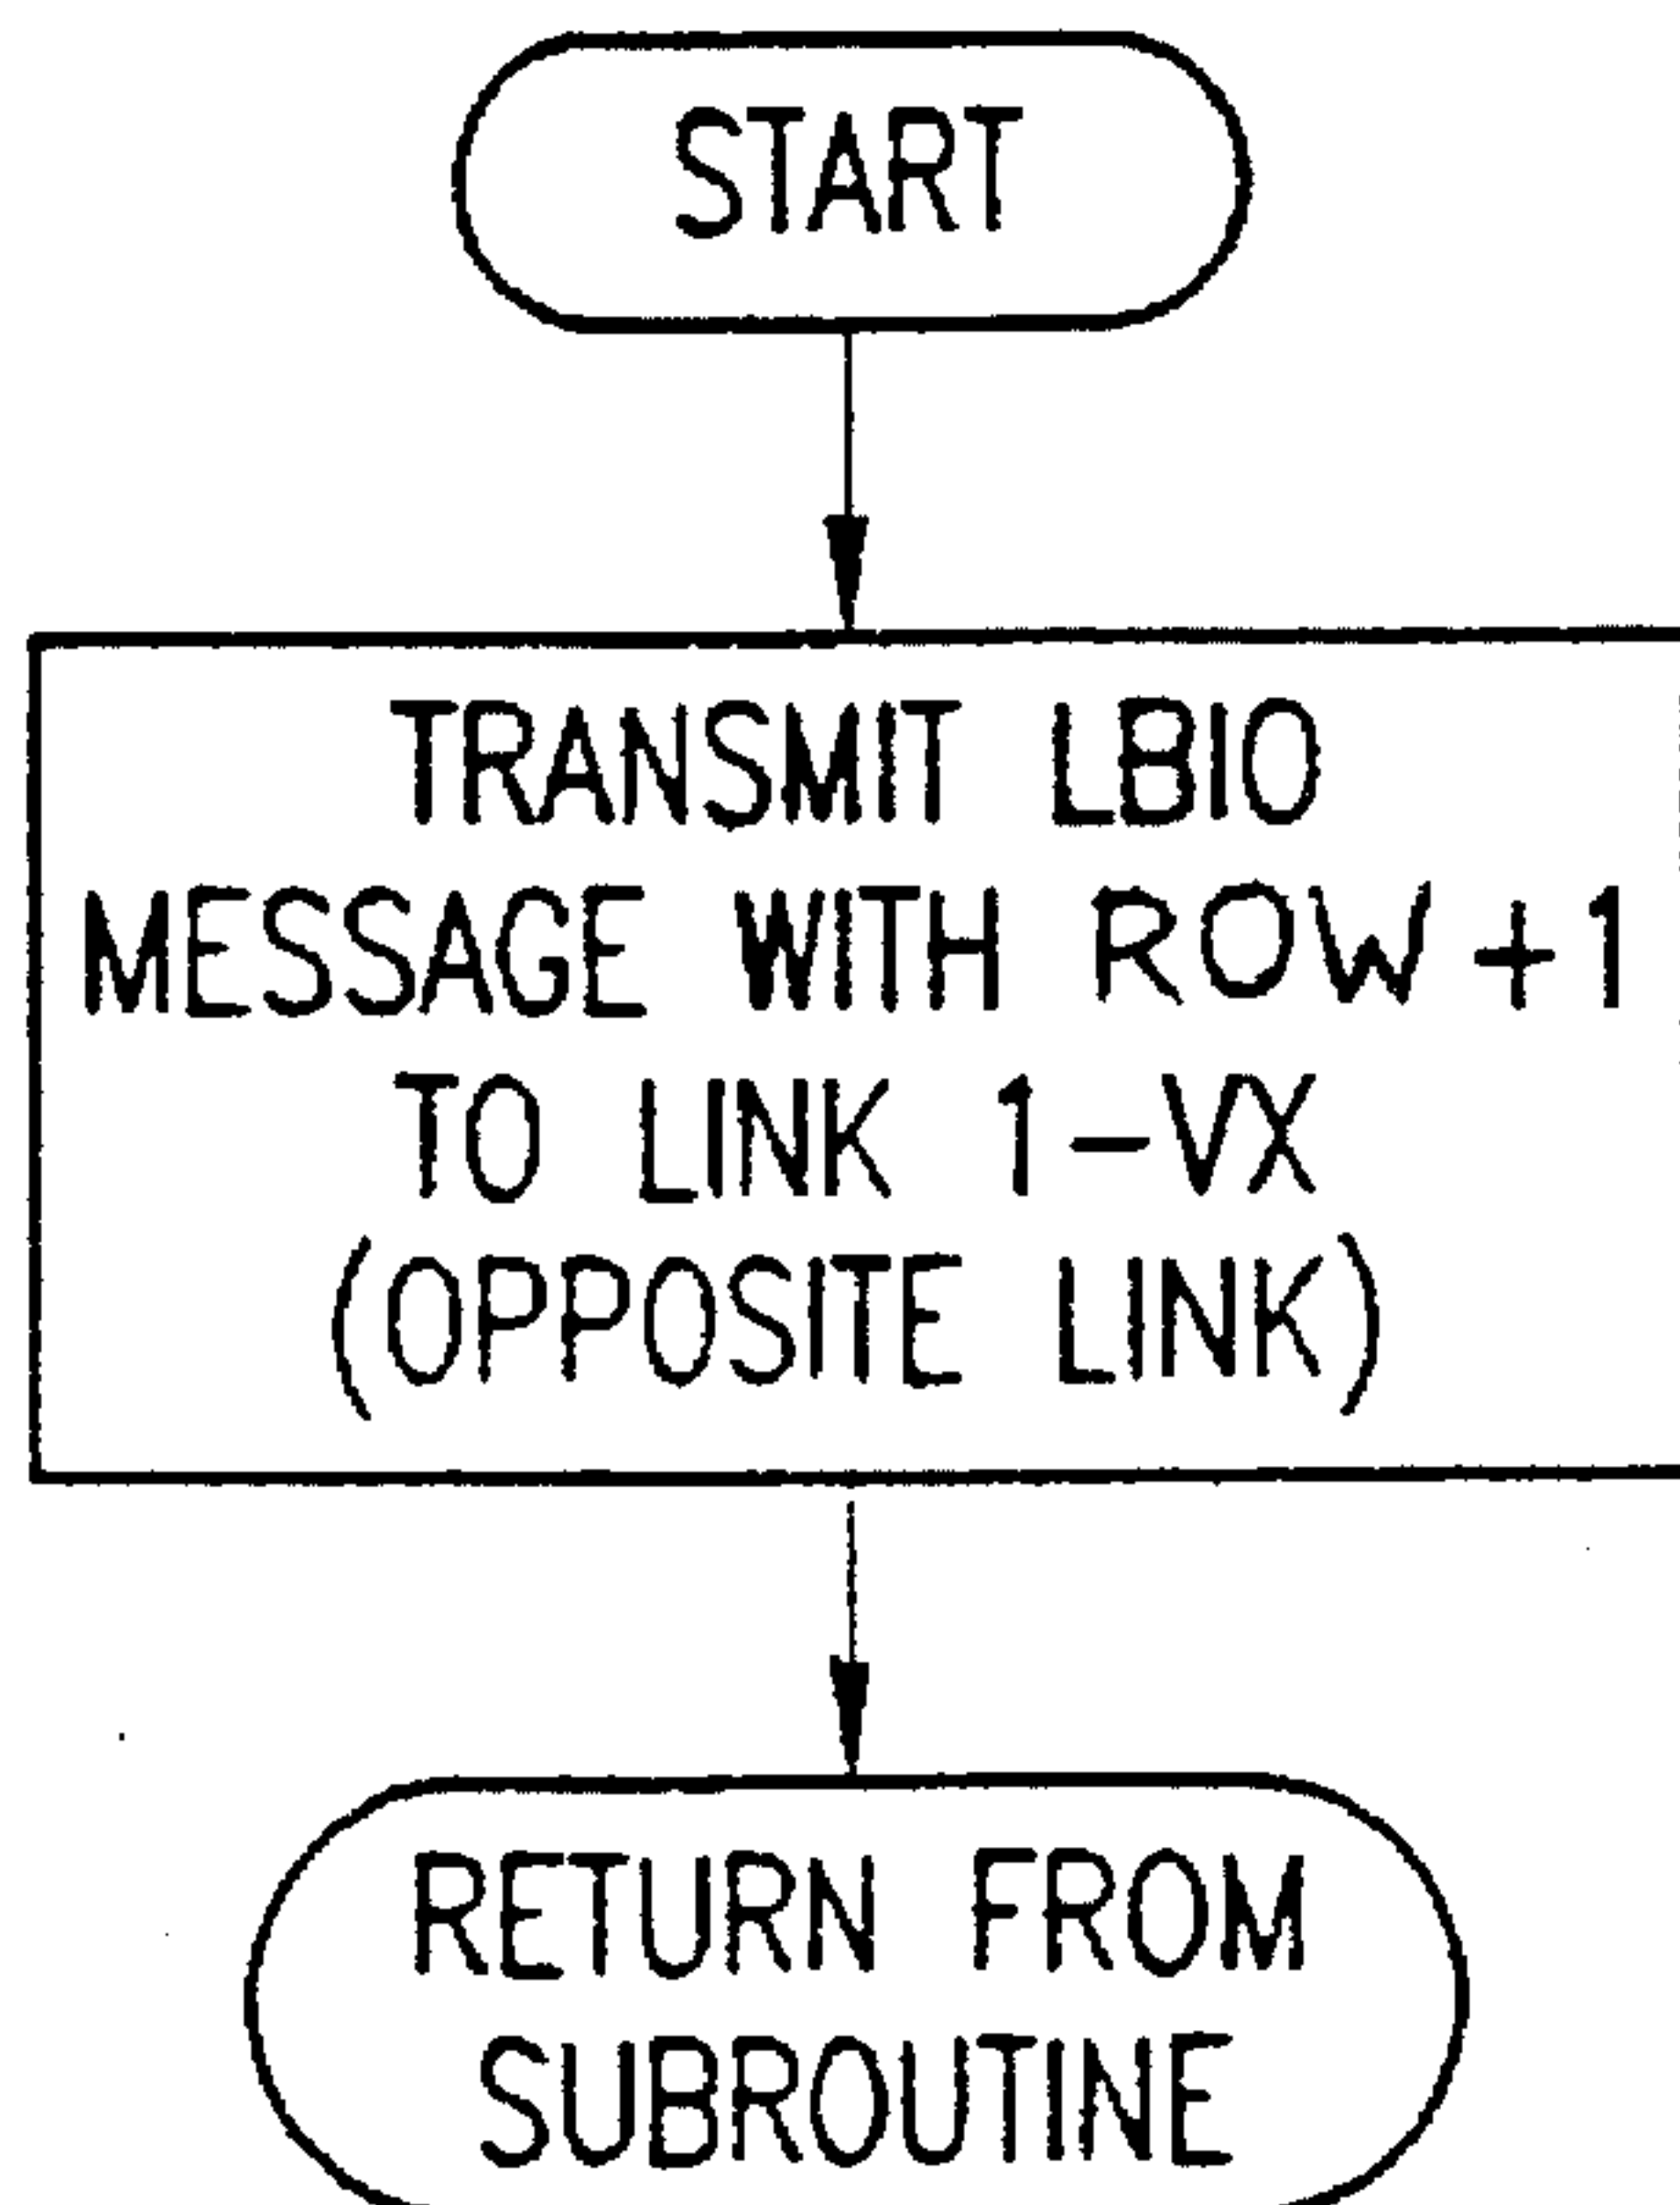 START
TRANSMIT LBIO
MESSAGE WITH ROW+1
TO LINK 1-VX
(OPPOSITE LINK)
RETURN FROM
SUBROUTINE